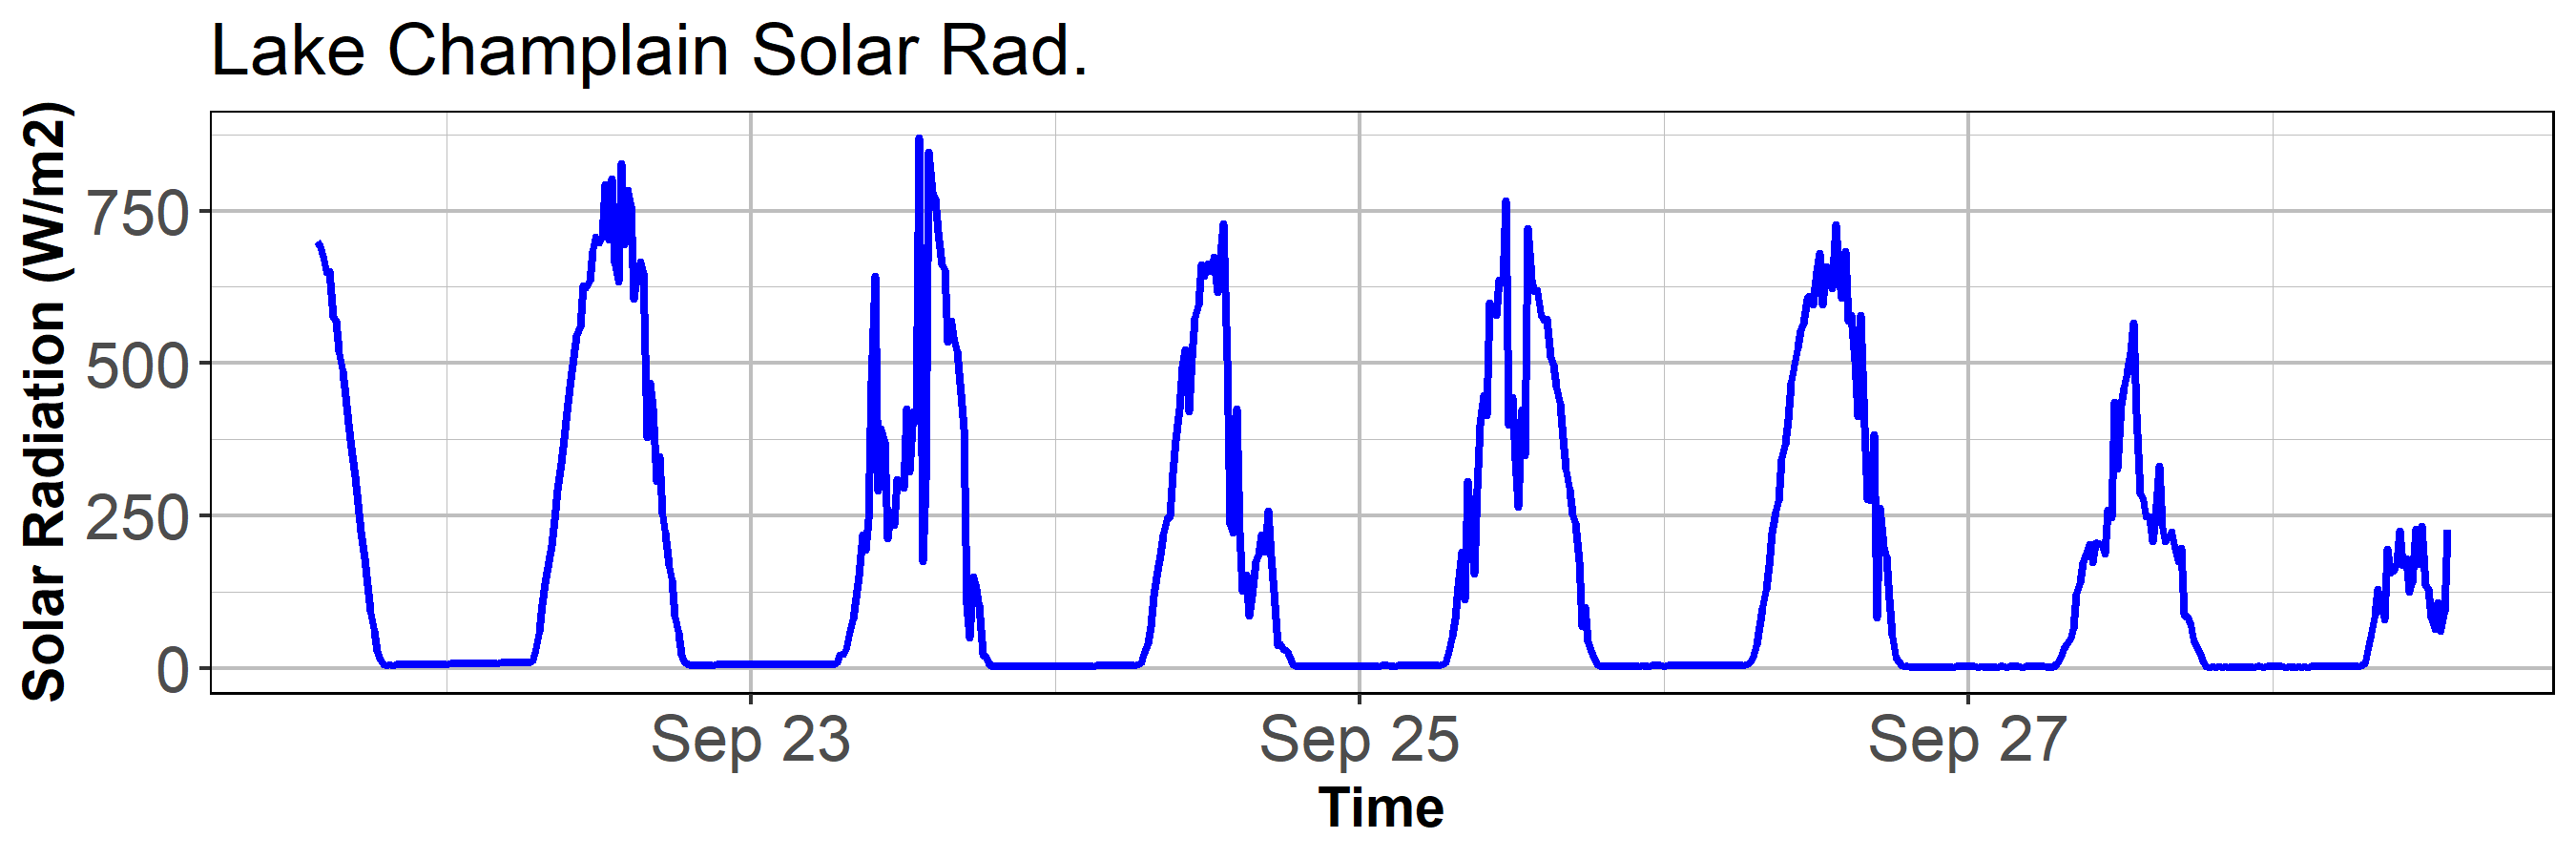 Lake Champlain Solar Rad.
Solar Radiation (W/m2)
750
500
250
0
Sep 23
Sep 25
Sep 27
Time